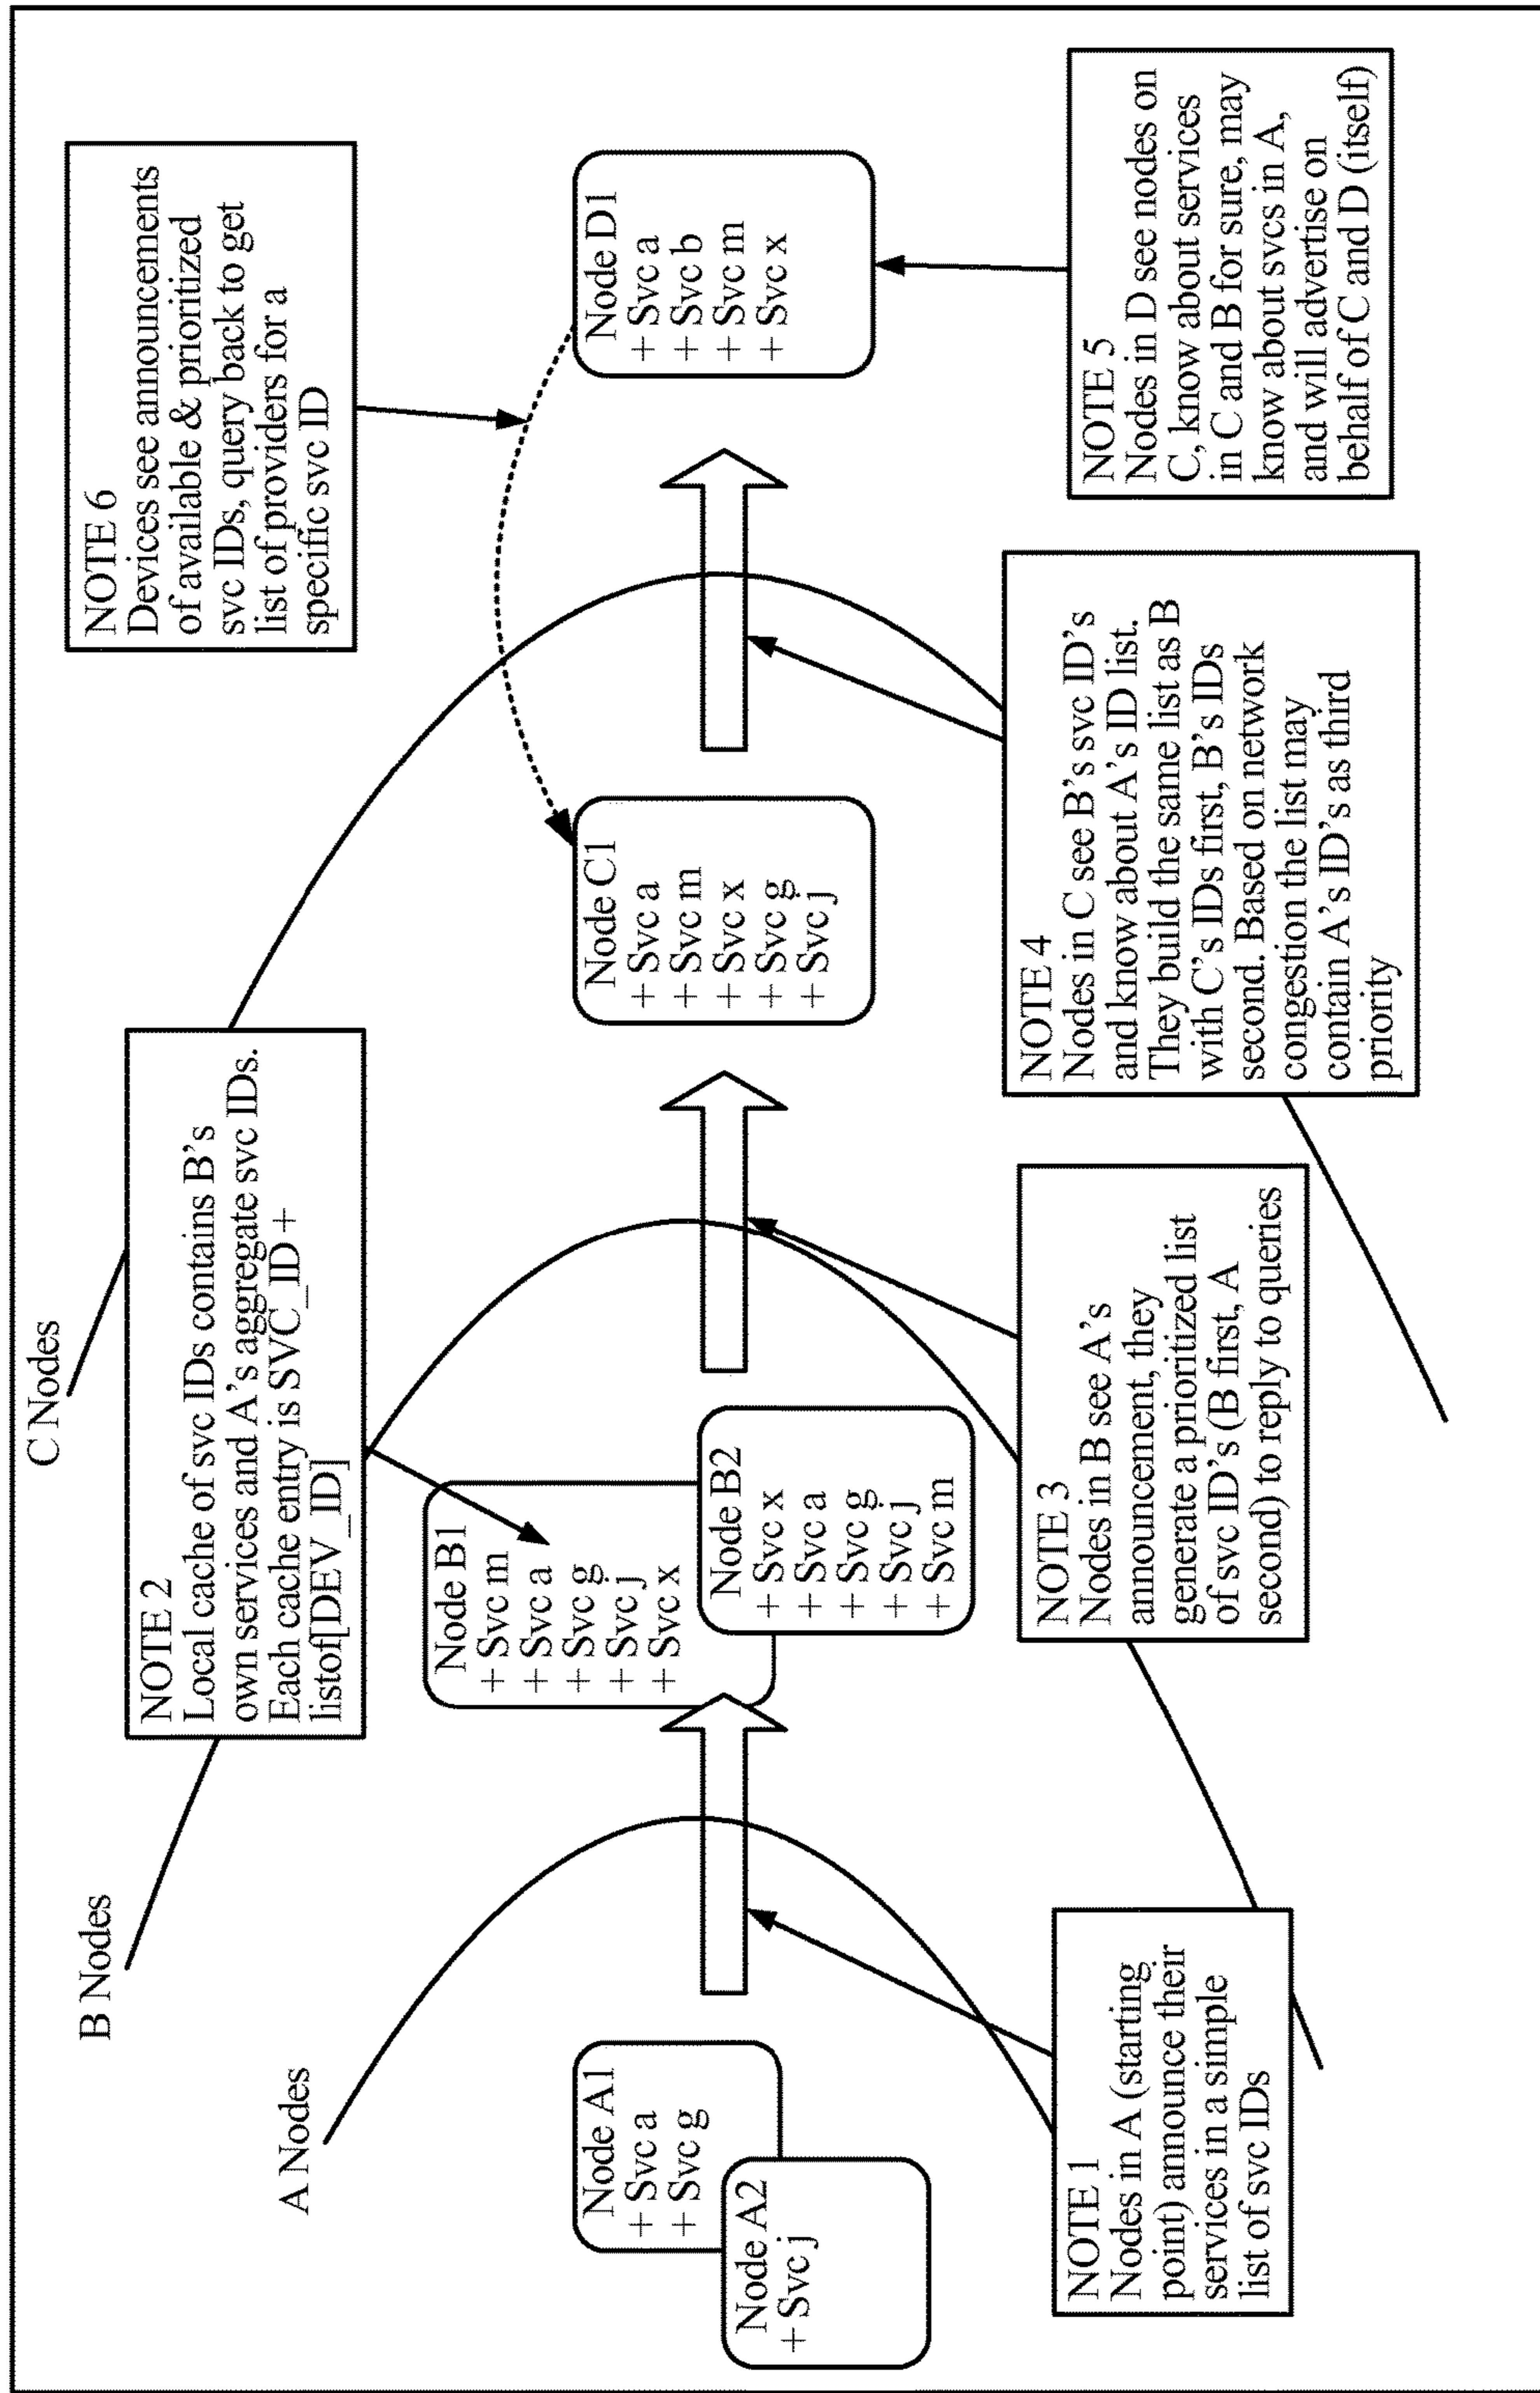 C Nodes
B Nodes
A Nodes
NOTE 2
Local cache of svc IDs contains B's
own services and A's aggregate svc IDs.
Each cache entry is SVC_ID +
listof[DEV_ID]
NOTE 6
Devices see announcements
of available & prioritized
svc IDs, query back to get
list of providers for a
specific svc ID
Node A1
+ Svc a
+ Svc g
Node A2
+ Svc j
Node B1
+ Svc m
+ Svc a
+ Svc g
+ Svc j
+ Svc x
Node B2
+ Svc x
+ Svc a
+ Svc g
+ Svc j
+ Svc m
Node C1
+ Svc a
+ Svc m
+ Svc x
+ Svc g
+ Svc j
Node D1
+ Svc a
+ Svc b
+ Svc m
+ Svc x
NOTE 1
Nodes in A (starting
point) announce their
services in a simple
list of svc IDs
NOTE 3
Nodes in B see A's
announcement, they
generate a prioritized list
of svc ID's (B first, A
second) to reply to queries
NOTE 4
Nodes in C see B's svc ID's
and know about A's ID list.
They build the same list as B
with C's IDs first, B's IDs
second. Based on network
congestion the list may
contain A's ID's as third
priority
NOTE 5
Nodes in D see nodes on
C, know about services
in C and B for sure, may
know about svcs in A,
and will advertise on
behalf of C and D (itself)